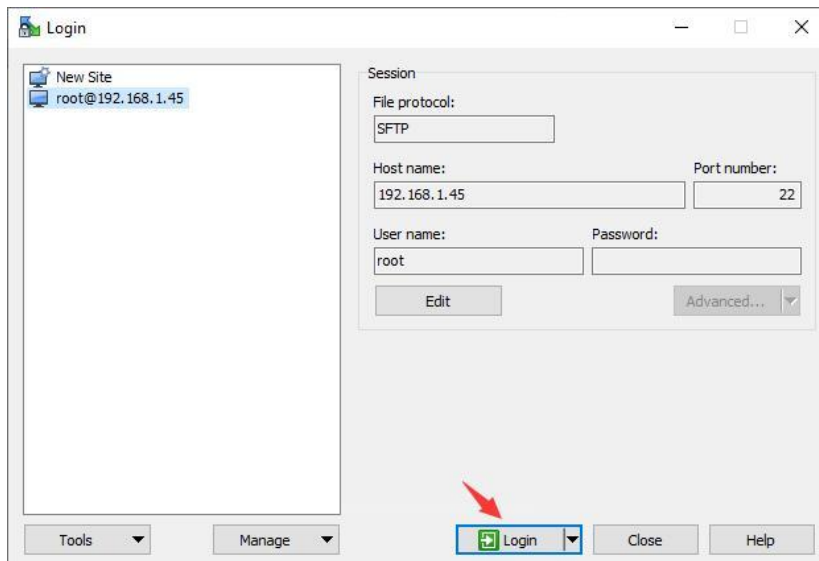 Login
New Site
root@192.168.1.45
Session
File protocol:
SFTP
Host name:
Port number:
192.168.1.45
22
User name:
Password:
root
Edit
Advanced...
Tools
Manage
Login
Close
Help